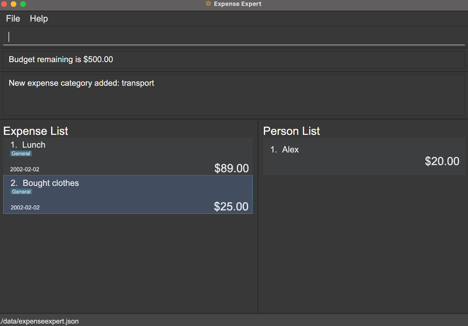 Expense Expert
File Help
Budget remaining is $500.00
New expense category added: transport
Expense List
1. Lunch
General
2002-02-02
$89.00
2. Bought clothes
General
2002-02-02
$25.00
Person List
1. Alex
$20.00
/data/expenseexpert.json